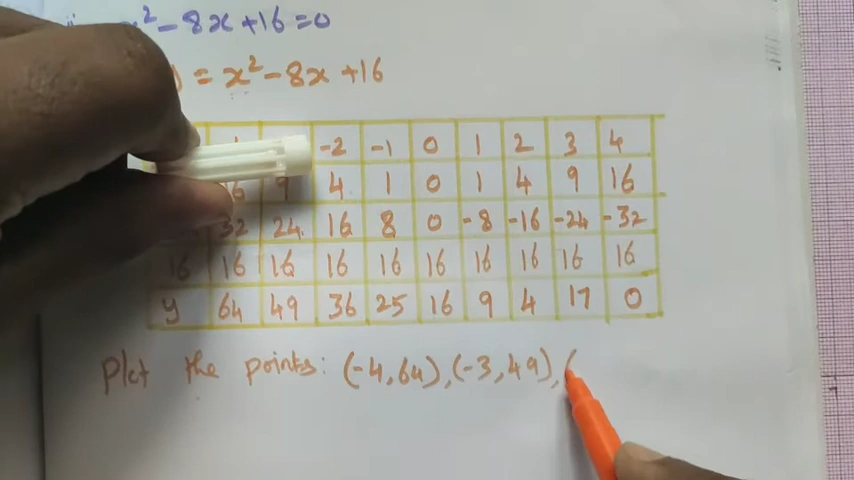 x² - 8x + 16 = 0
= x² - 8x + 16
-2 -1 0 1 2 3 4
16 9 4 1 0 1 4 9 16
32 24 16 8 0 -8 -16 -24 -32
16 16 16 16 16 16 16 16 16 16
y 64 49 36 25 16 9 4 17 0
Plot the points: (-4, 64), (-3, 49), (